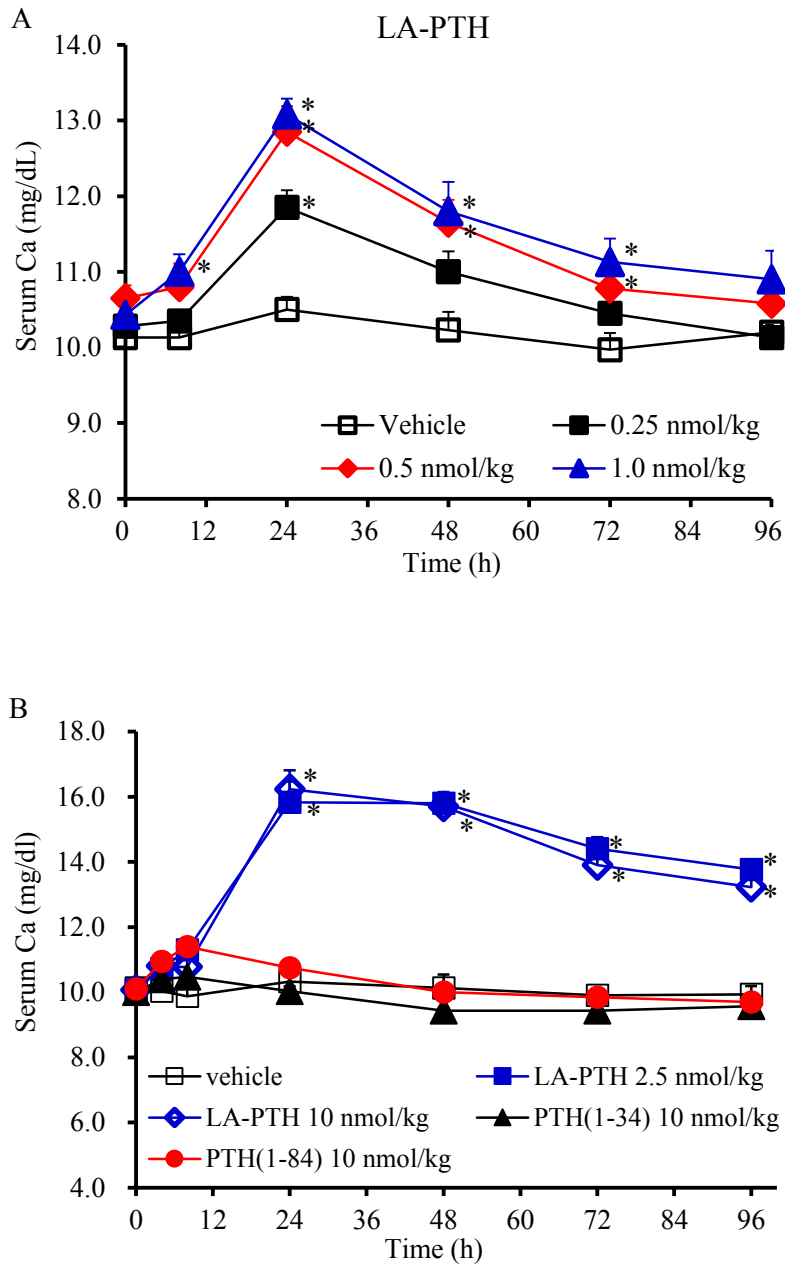 A
LA-PTH
14.0
13.0
12.0
11.0
10.0
9.0
8.0
Serum Ca (mg/dL)
* * * * * * * *
Vehicle 0.25 nmol/kg
0.5 nmol/kg 1.0 nmol/kg
0 12 24 36 48 60 72 84 96
Time (h)
B
18.0
16.0
14.0
12.0
10.0
8.0
6.0
4.0
Serum Ca (mg/dl)
* * * * * * * *
vehicle LA-PTH 2.5 nmol/kg
LA-PTH 10 nmol/kg PTH(1-34) 10 nmol/kg
PTH(1-84) 10 nmol/kg
0 12 24 36 48 60 72 84 96
Time (h)